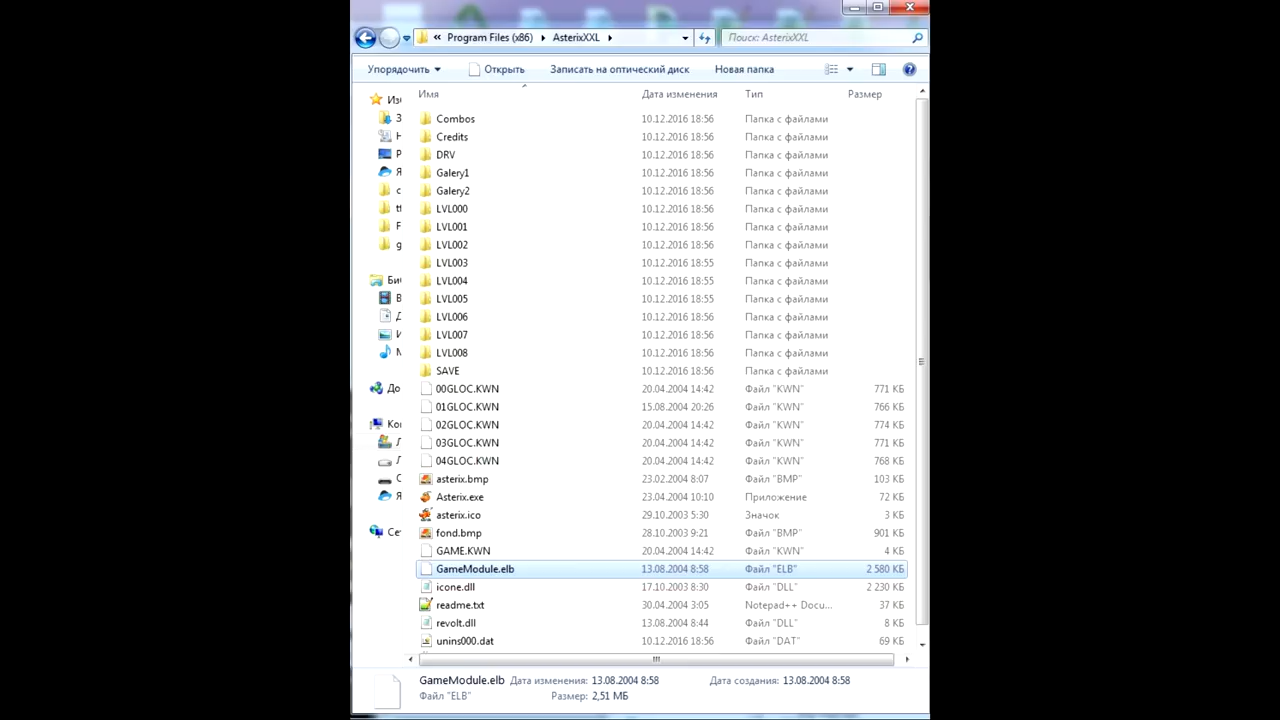 « Program Files (x86) AsterixXXL Поиск: AsterixXXL
Упорядочить Открыть Записать на оптический диск Новая папка
Имя Дата изменения Тип Размер
Combos 10.12.2016 18:56 Папка с файлами
Credits 10.12.2016 18:56 Папка с файлами
DRV 10.12.2016 18:56 Папка с файлами
Galery1 10.12.2016 18:56 Папка с файлами
Galery2 10.12.2016 18:56 Папка с файлами
LVL000 10.12.2016 18:56 Папка с файлами
LVL001 10.12.2016 18:56 Папка с файлами
LVL002 10.12.2016 18:56 Папка с файлами
LVL003 10.12.2016 18:55 Папка с файлами
LVL004 10.12.2016 18:55 Папка с файлами
LVL005 10.12.2016 18:55 Папка с файлами
LVL006 10.12.2016 18:56 Папка с файлами
LVL007 10.12.2016 18:56 Папка с файлами
LVL008 10.12.2016 18:56 Папка с файлами
SAVE 10.12.2016 18:56 Папка с файлами
00GLOC.KWN 20.04.2004 14:42 Файл "KWN" 771 КБ
01GLOC.KWN 15.08.2004 20:26 Файл "KWN" 766 КБ
02GLOC.KWN 20.04.2004 14:42 Файл "KWN" 774 КБ
03GLOC.KWN 20.04.2004 14:42 Файл "KWN" 771 КБ
04GLOC.KWN 20.04.2004 14:42 Файл "KWN" 768 КБ
asterix.bmp 23.02.2004 8:07 Файл "BMP" 103 КБ
Asterix.exe 23.04.2004 10:10 Приложение 72 КБ
asterix.ico 29.10.2003 5:30 Значок 3 КБ
fond.bmp 28.10.2003 9:21 Файл "BMP" 901 КБ
GAME.KWN 20.04.2004 14:42 Файл "KWN" 4 КБ
GameModule.elb 13.08.2004 8:58 Файл "ELB" 2 580 КБ
icone.dll 17.10.2003 8:30 Файл "DLL" 2 230 КБ
readme.txt 30.04.2004 3:05 Notepad++ Docu... 37 КБ
revolt.dll 13.08.2004 8:44 Файл "DLL" 8 КБ
unins000.dat 10.12.2016 18:56 Файл "DAT" 69 КБ
GameModule.elb Дата изменения: 13.08.2004 8:58 Дата создания: 13.08.2004 8:58
Файл "ELB" Размер: 2,51 МБ